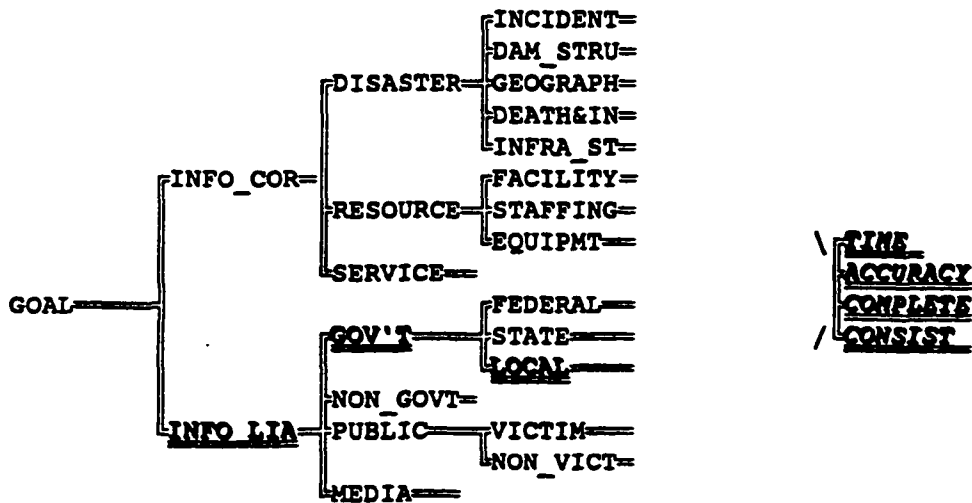 INCIDENT
DAM_STRU
DISASTER GEOGRAPH
DEATH&IN
INFRA_ST
INFO_COR FACILITY
RESOURCE STAFFING
EQUIPMT \ TIME
SERVICE ACCURACY
GOAL FEDERAL COMPLETE
GOV'T STATE / CONSIST
LOCAL
NON_GOVT
INFO_LIA PUBLIC VICTIM
NON_VICT
MEDIA